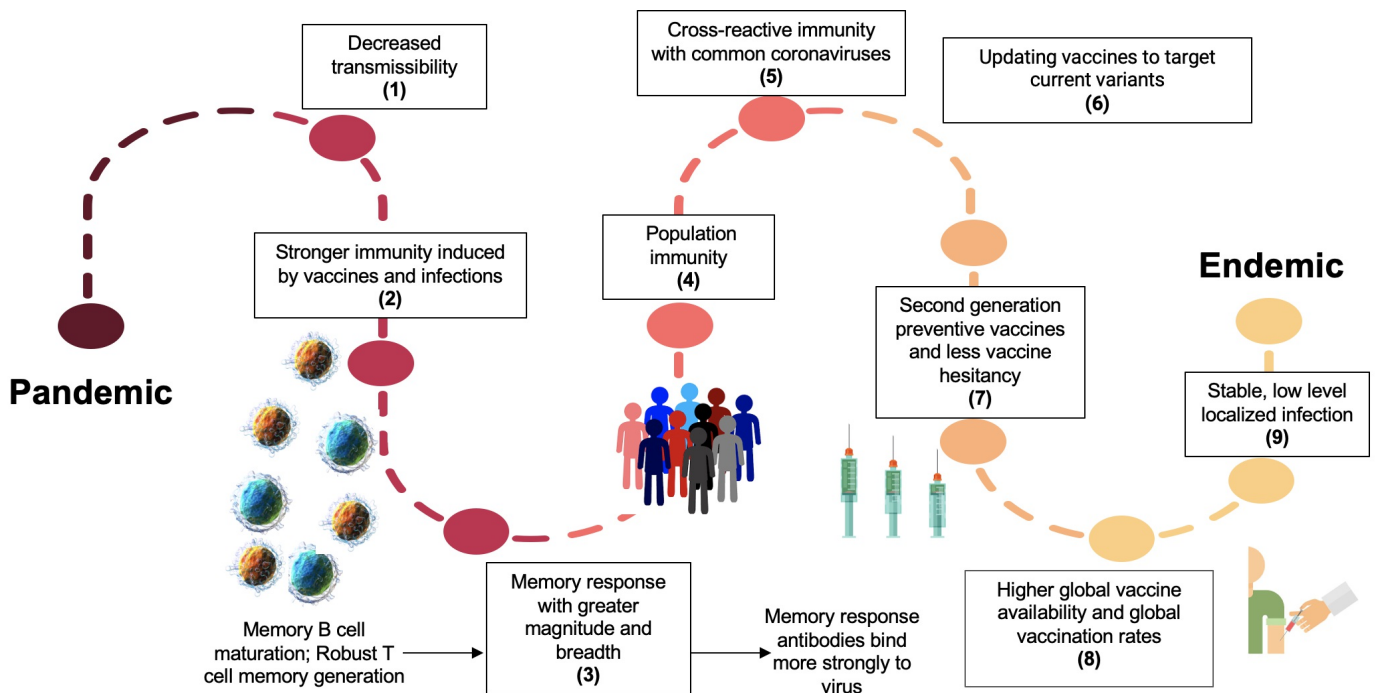 Decreased
transmissibility
(1)
Cross-reactive immunity
with common coronaviruses
(5)
Updating vaccines to target
current variants
(6)
Pandemic
Stronger immunity induced
by vaccines and infections
(2)
Population
immunity
(4)
Second generation
preventive vaccines
and less vaccine
hesitancy
(7)
Endemic
Stable, low level
localized infection
(9)
Memory B cell
maturation; Robust T
cell memory generation
Memory response
with greater
magnitude and
breadth
(3)
Memory response
antibodies bind
more strongly to
virus
Higher global vaccine
availability and global
vaccination rates
(8)